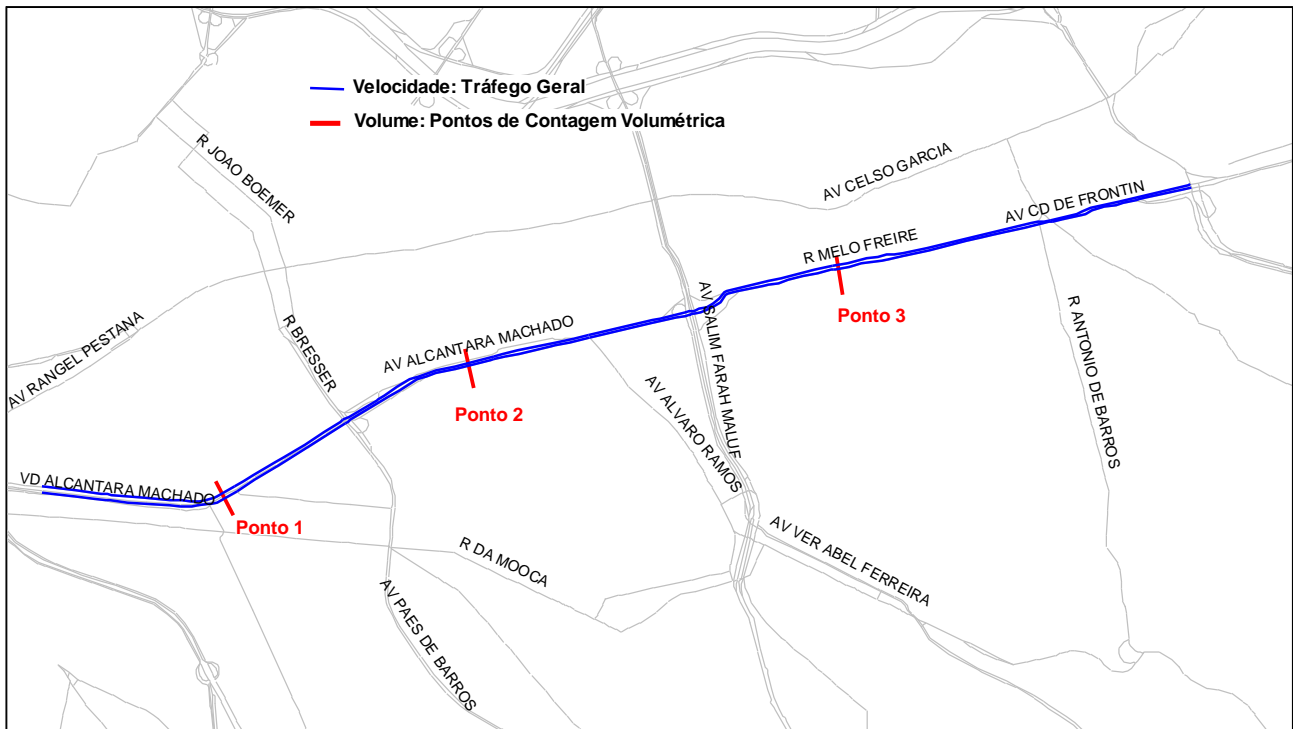 Velocidade: Tráfego Geral
Volume: Pontos de Contagem Volumétrica
R JOAO BOEMER
AV CELSO GARCIA
AV CD DE FRONTIN
R MELO FREIRE
AV RANGEL PESTANA
R BRESSER
AV ALCANTARA MACHADO
AV SALIM FARAH MALUF
Ponto 3
R ANTONIO DE BARROS
Ponto 2
AV ALVARO RAMOS
VD ALCANTARA MACHADO
Ponto 1
R DA MOOCA
AV VER ABEL FERREIRA
AV PAES DE BARROS